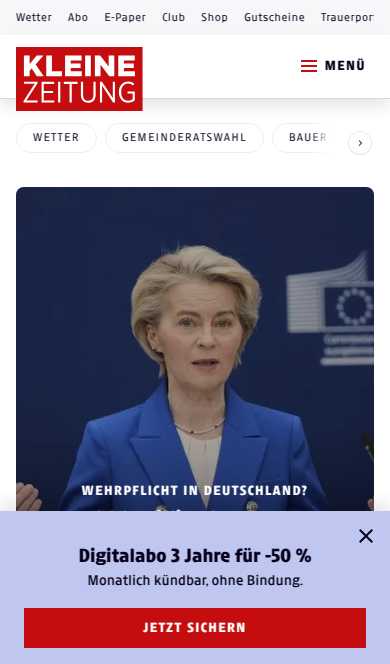 Wetter Abo E-Paper Club Shop Gutscheine
KLEINE
ZEITUNG
MENÜ
WETTER GEMEINDERATSWAHL BAUER
WEHRPFLICHT IN DEUTSCHLAND?
Digitalabo 3 Jahre für -50 %
Monatlich kündbar, ohne Bindung.
JETZT SICHERN